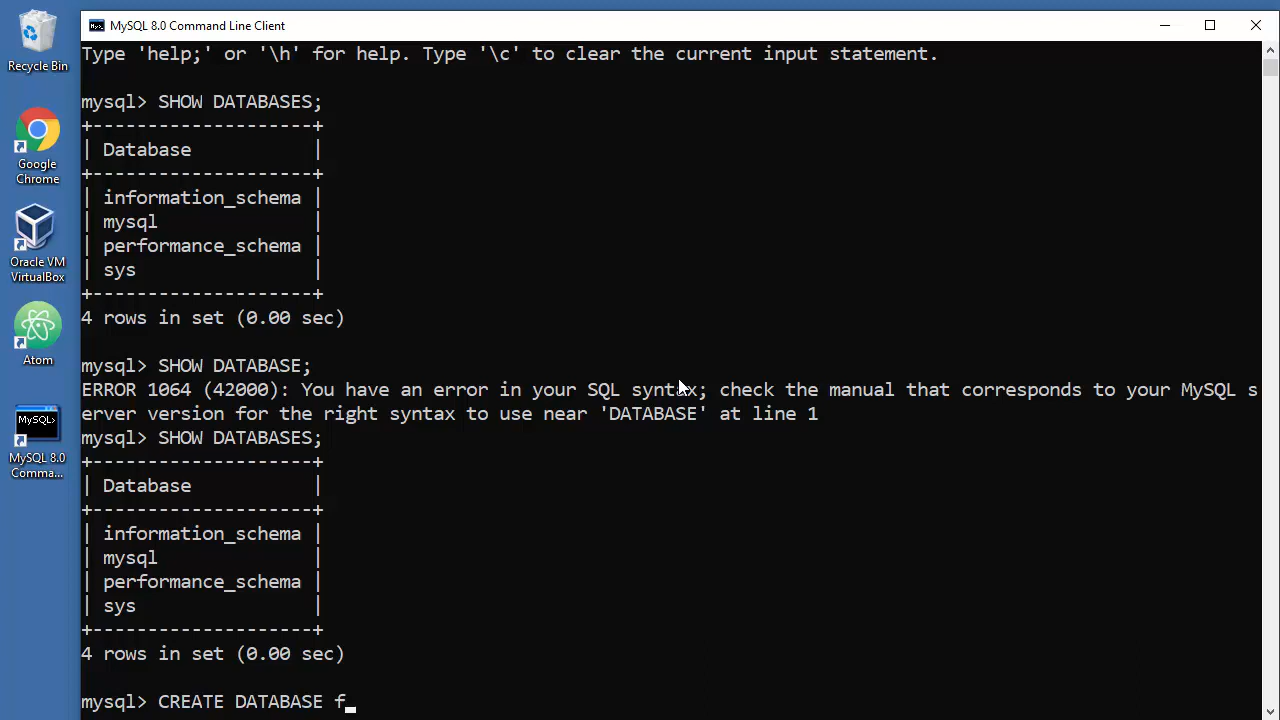 MySQL 8.0 Command Line Client
Type 'help;' or '\h' for help. Type '\c' to clear the current input statement.
mysql> SHOW DATABASES;
+--------------------+
| Database           |
+--------------------+
| information_schema |
| mysql              |
| performance_schema |
| sys                |
+--------------------+
4 rows in set (0.00 sec)
mysql> SHOW DATABASE;
ERROR 1064 (42000): You have an error in your SQL syntax; check the manual that corresponds to your MySQL s
erver version for the right syntax to use near 'DATABASE' at line 1
mysql> SHOW DATABASES;
+--------------------+
| Database           |
+--------------------+
| information_schema |
| mysql              |
| performance_schema |
| sys                |
+--------------------+
4 rows in set (0.00 sec)
mysql> CREATE DATABASE f_
Recycle Bin
Google
Chrome
Oracle VM
VirtualBox
Atom
MySQL>
MySQL 8.0
Comma...